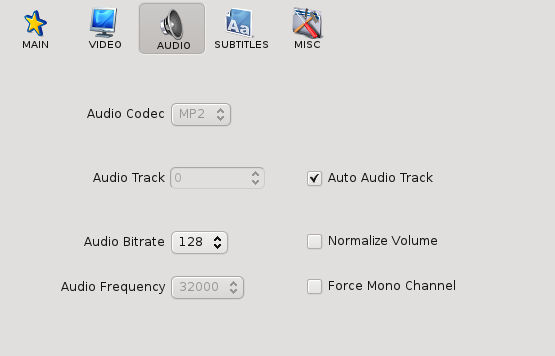 MAIN VIDEO AUDIO SUBTITLES MISC
Audio Codec MP2
Audio Track 0 Auto Audio Track
Audio Bitrate 128 Normalize Volume
Audio Frequency 32000 Force Mono Channel